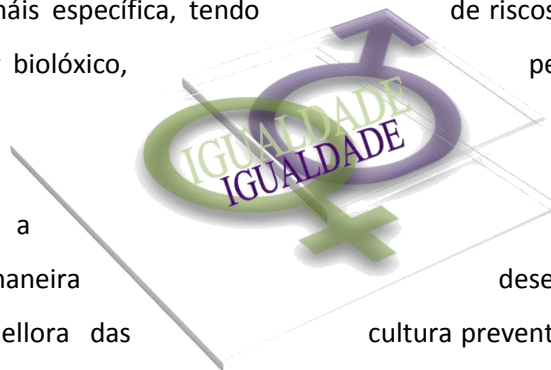 máis específica, tendo
biolóxico,
a
maneira
ellora das
IGUALDADE
IGUALDADE
de riscos
pe
dese
cultura prevent